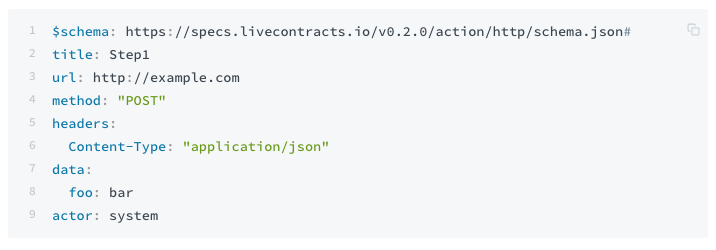 1 $schema: https://specs.livecontracts.io/v0.2.0/action/http/schema.json#
2 title: Step1
3 url: http://example.com
4 method: "POST"
5 headers:
6   Content-Type: "application/json"
7 data:
8   foo: bar
9 actor: system